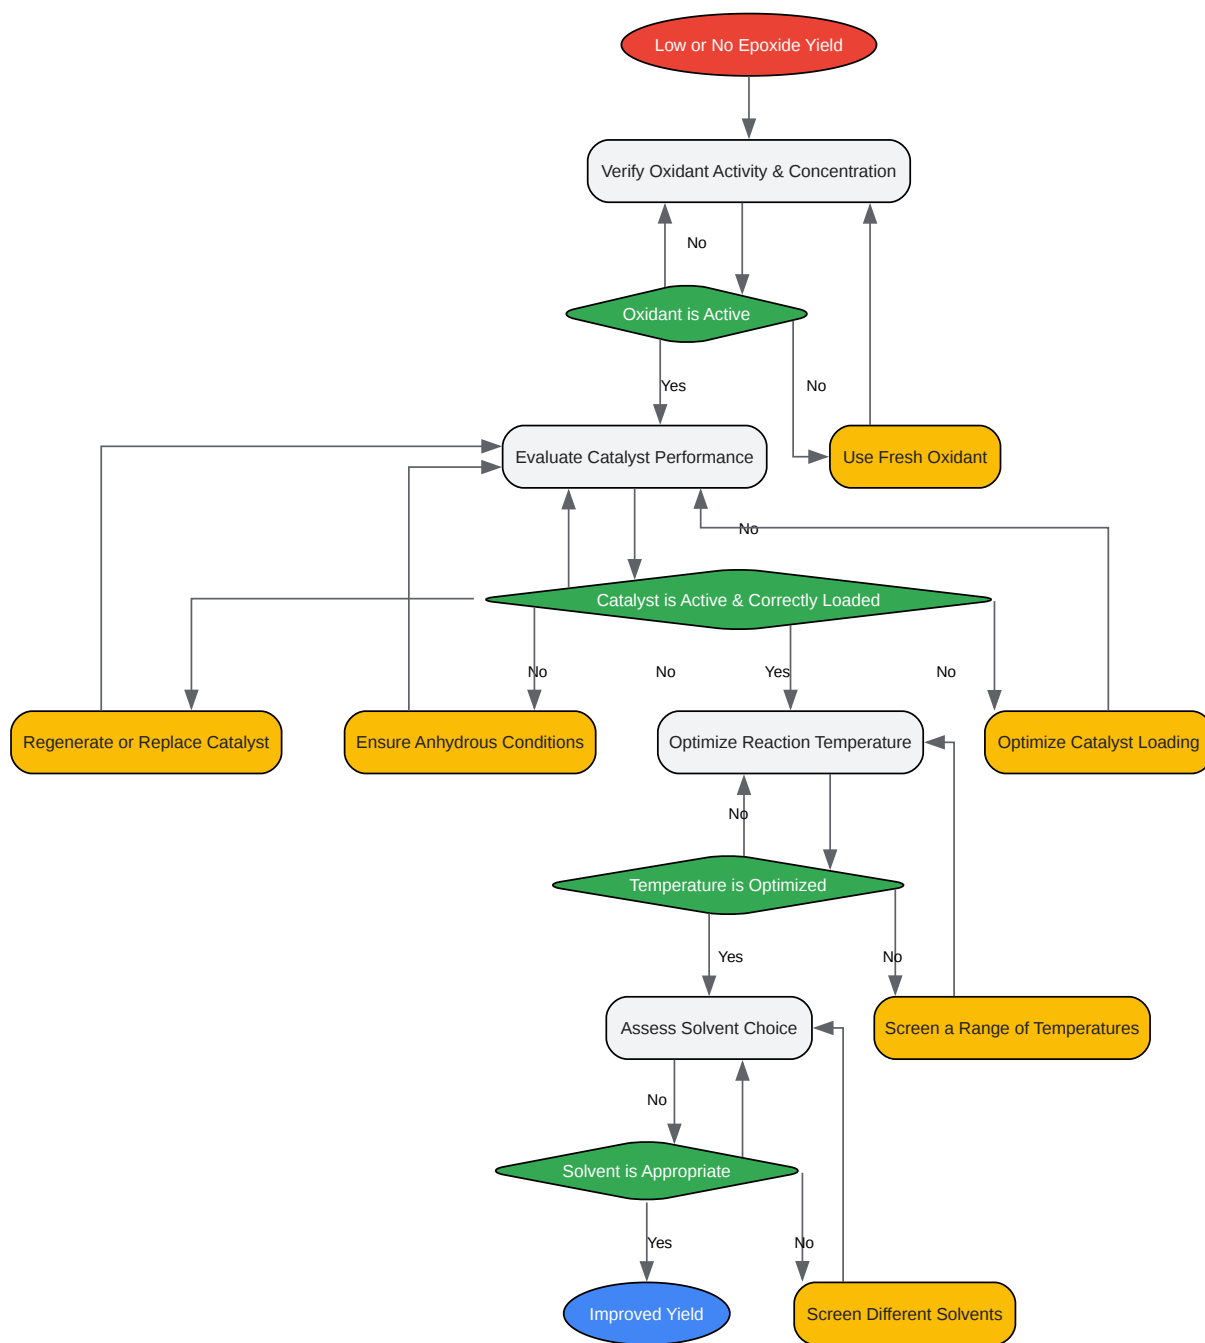 Low or No Epoxide Yield
Verify Oxidant Activity & Concentration
No
Oxidant is Active
Yes
No
Evaluate Catalyst Performance
Use Fresh Oxidant
No
Catalyst is Active & Correctly Loaded
No
No
Yes
No
Regenerate or Replace Catalyst
Ensure Anhydrous Conditions
Optimize Reaction Temperature
Optimize Catalyst Loading
No
Temperature is Optimized
Yes
No
Assess Solvent Choice
Screen a Range of Temperatures
No
Solvent is Appropriate
Yes
No
Improved Yield
Screen Different Solvents